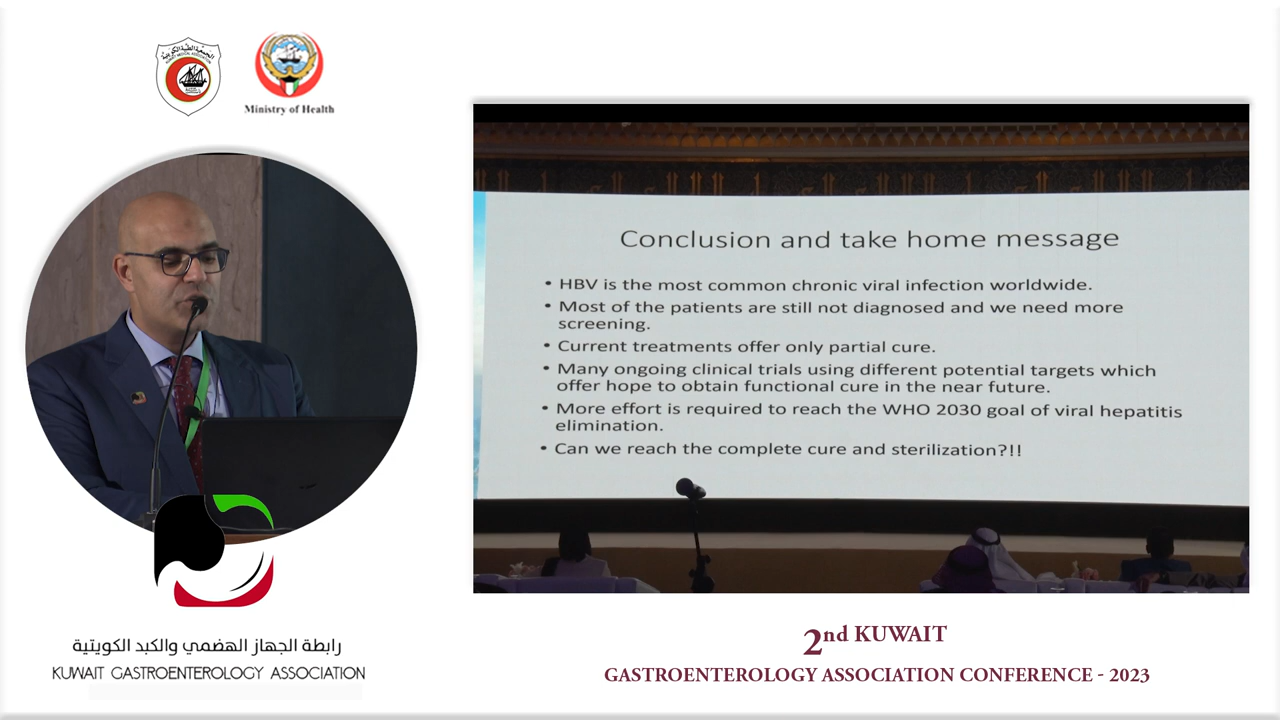 Ministry of Health
Conclusion and take home message
• HBV is the most common chronic viral infection worldwide.
• Most of the patients are still not diagnosed and we need more
screening.
• Current treatments offer only partial cure.
• Many ongoing clinical trials using different potential targets which
offer hope to obtain functional cure in the near future.
• More effort is required to reach the WHO 2030 goal of viral hepatitis
elimination.
• Can we reach the complete cure and sterilization?!!
رابطة الجهاز الهضمي والكبد الكويتية
KUWAIT GASTROENTEROLOGY ASSOCIATION
2nd KUWAIT
GASTROENTEROLOGY ASSOCIATION CONFERENCE - 2023